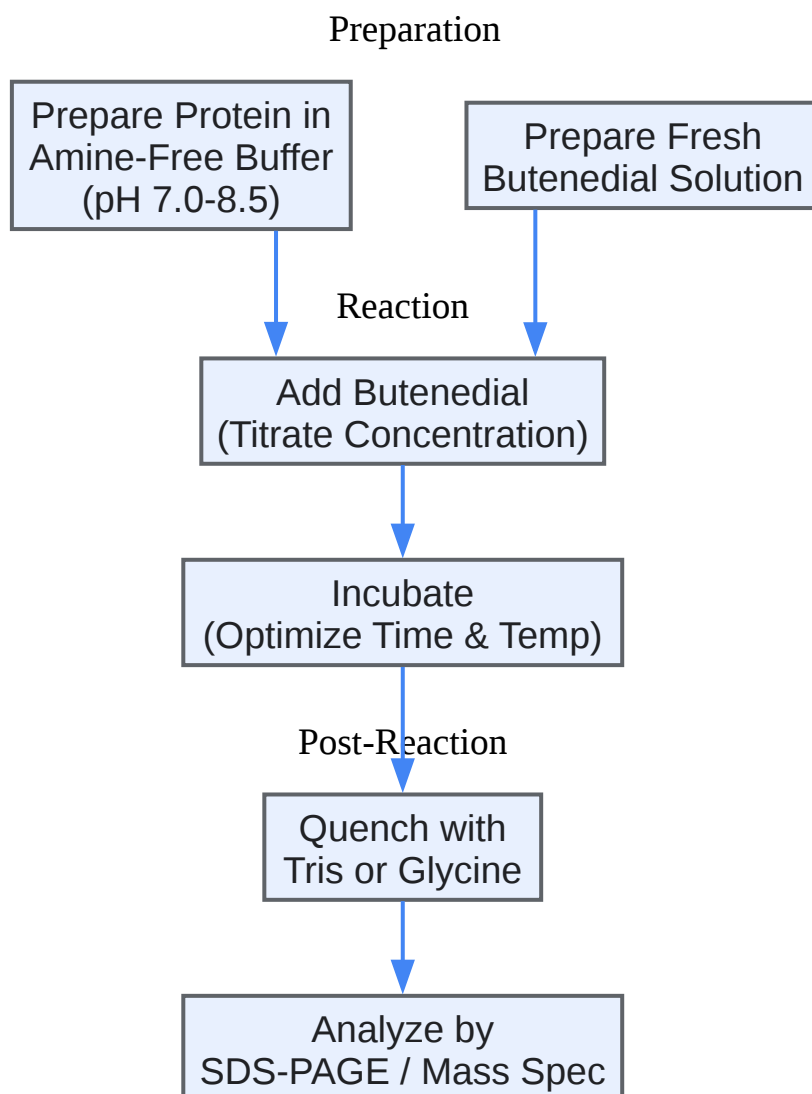 Preparation
Prepare Protein in
Amine-Free Buffer
(pH 7.0-8.5)
Prepare Fresh
Butenedial Solution
Reaction
Add Butenedial
(Titrate Concentration)
Incubate
(Optimize Time & Temp)
Post-Reaction
Quench with
Tris or Glycine
Analyze by
SDS-PAGE / Mass Spec